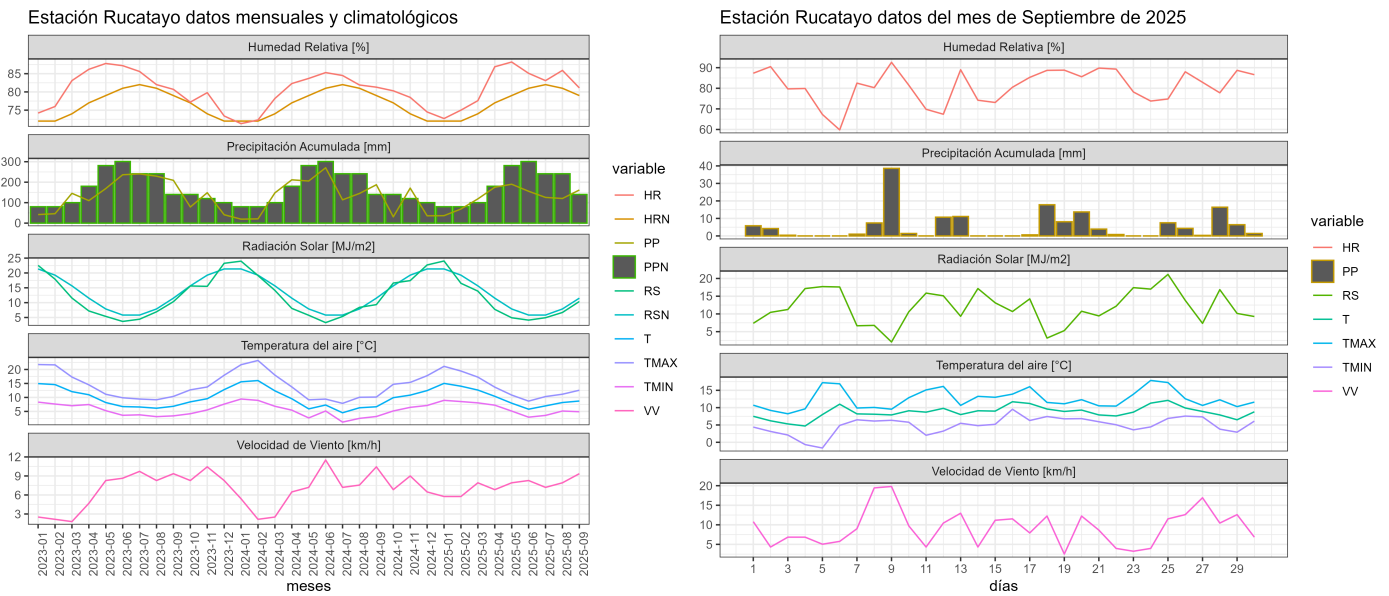 Estación Rucatayo datos mensuales y climatológicos
Humedad Relativa [%]
85
80
75
Precipitación Acumulada [mm]
300
200
100
0
Radiación Solar [MJ/m2]
25
20
15
10
5
Temperatura del aire [°C]
20
15
10
5
Velocidad de Viento [km/h]
12
9
6
3
2023-01
2023-02
2023-03
2023-04
2023-05
2023-06
2023-07
2023-08
2023-09
2023-10
2023-11
2023-12
2024-01
2024-02
2024-03
2024-04
2024-05
2024-06
2024-07
2024-08
2024-09
2024-10
2024-11
2024-12
2025-01
2025-02
2025-03
2025-04
2025-05
2025-06
2025-07
2025-08
2025-09
meses
variable
HR
HRN
PP
PPN
RS
RSN
T
TMAX
TMIN
VV
Estación Rucatayo datos del mes de Septiembre de 2025
Humedad Relativa [%]
90
80
70
60
Precipitación Acumulada [mm]
40
30
20
10
0
Radiación Solar [MJ/m2]
20
15
10
5
Temperatura del aire [°C]
15
10
5
0
Velocidad de Viento [km/h]
20
15
10
5
1 3 5 7 9 11 13 15 17 19 21 23 25 27 29
días
variable
HR
PP
RS
T
TMAX
TMIN
VV